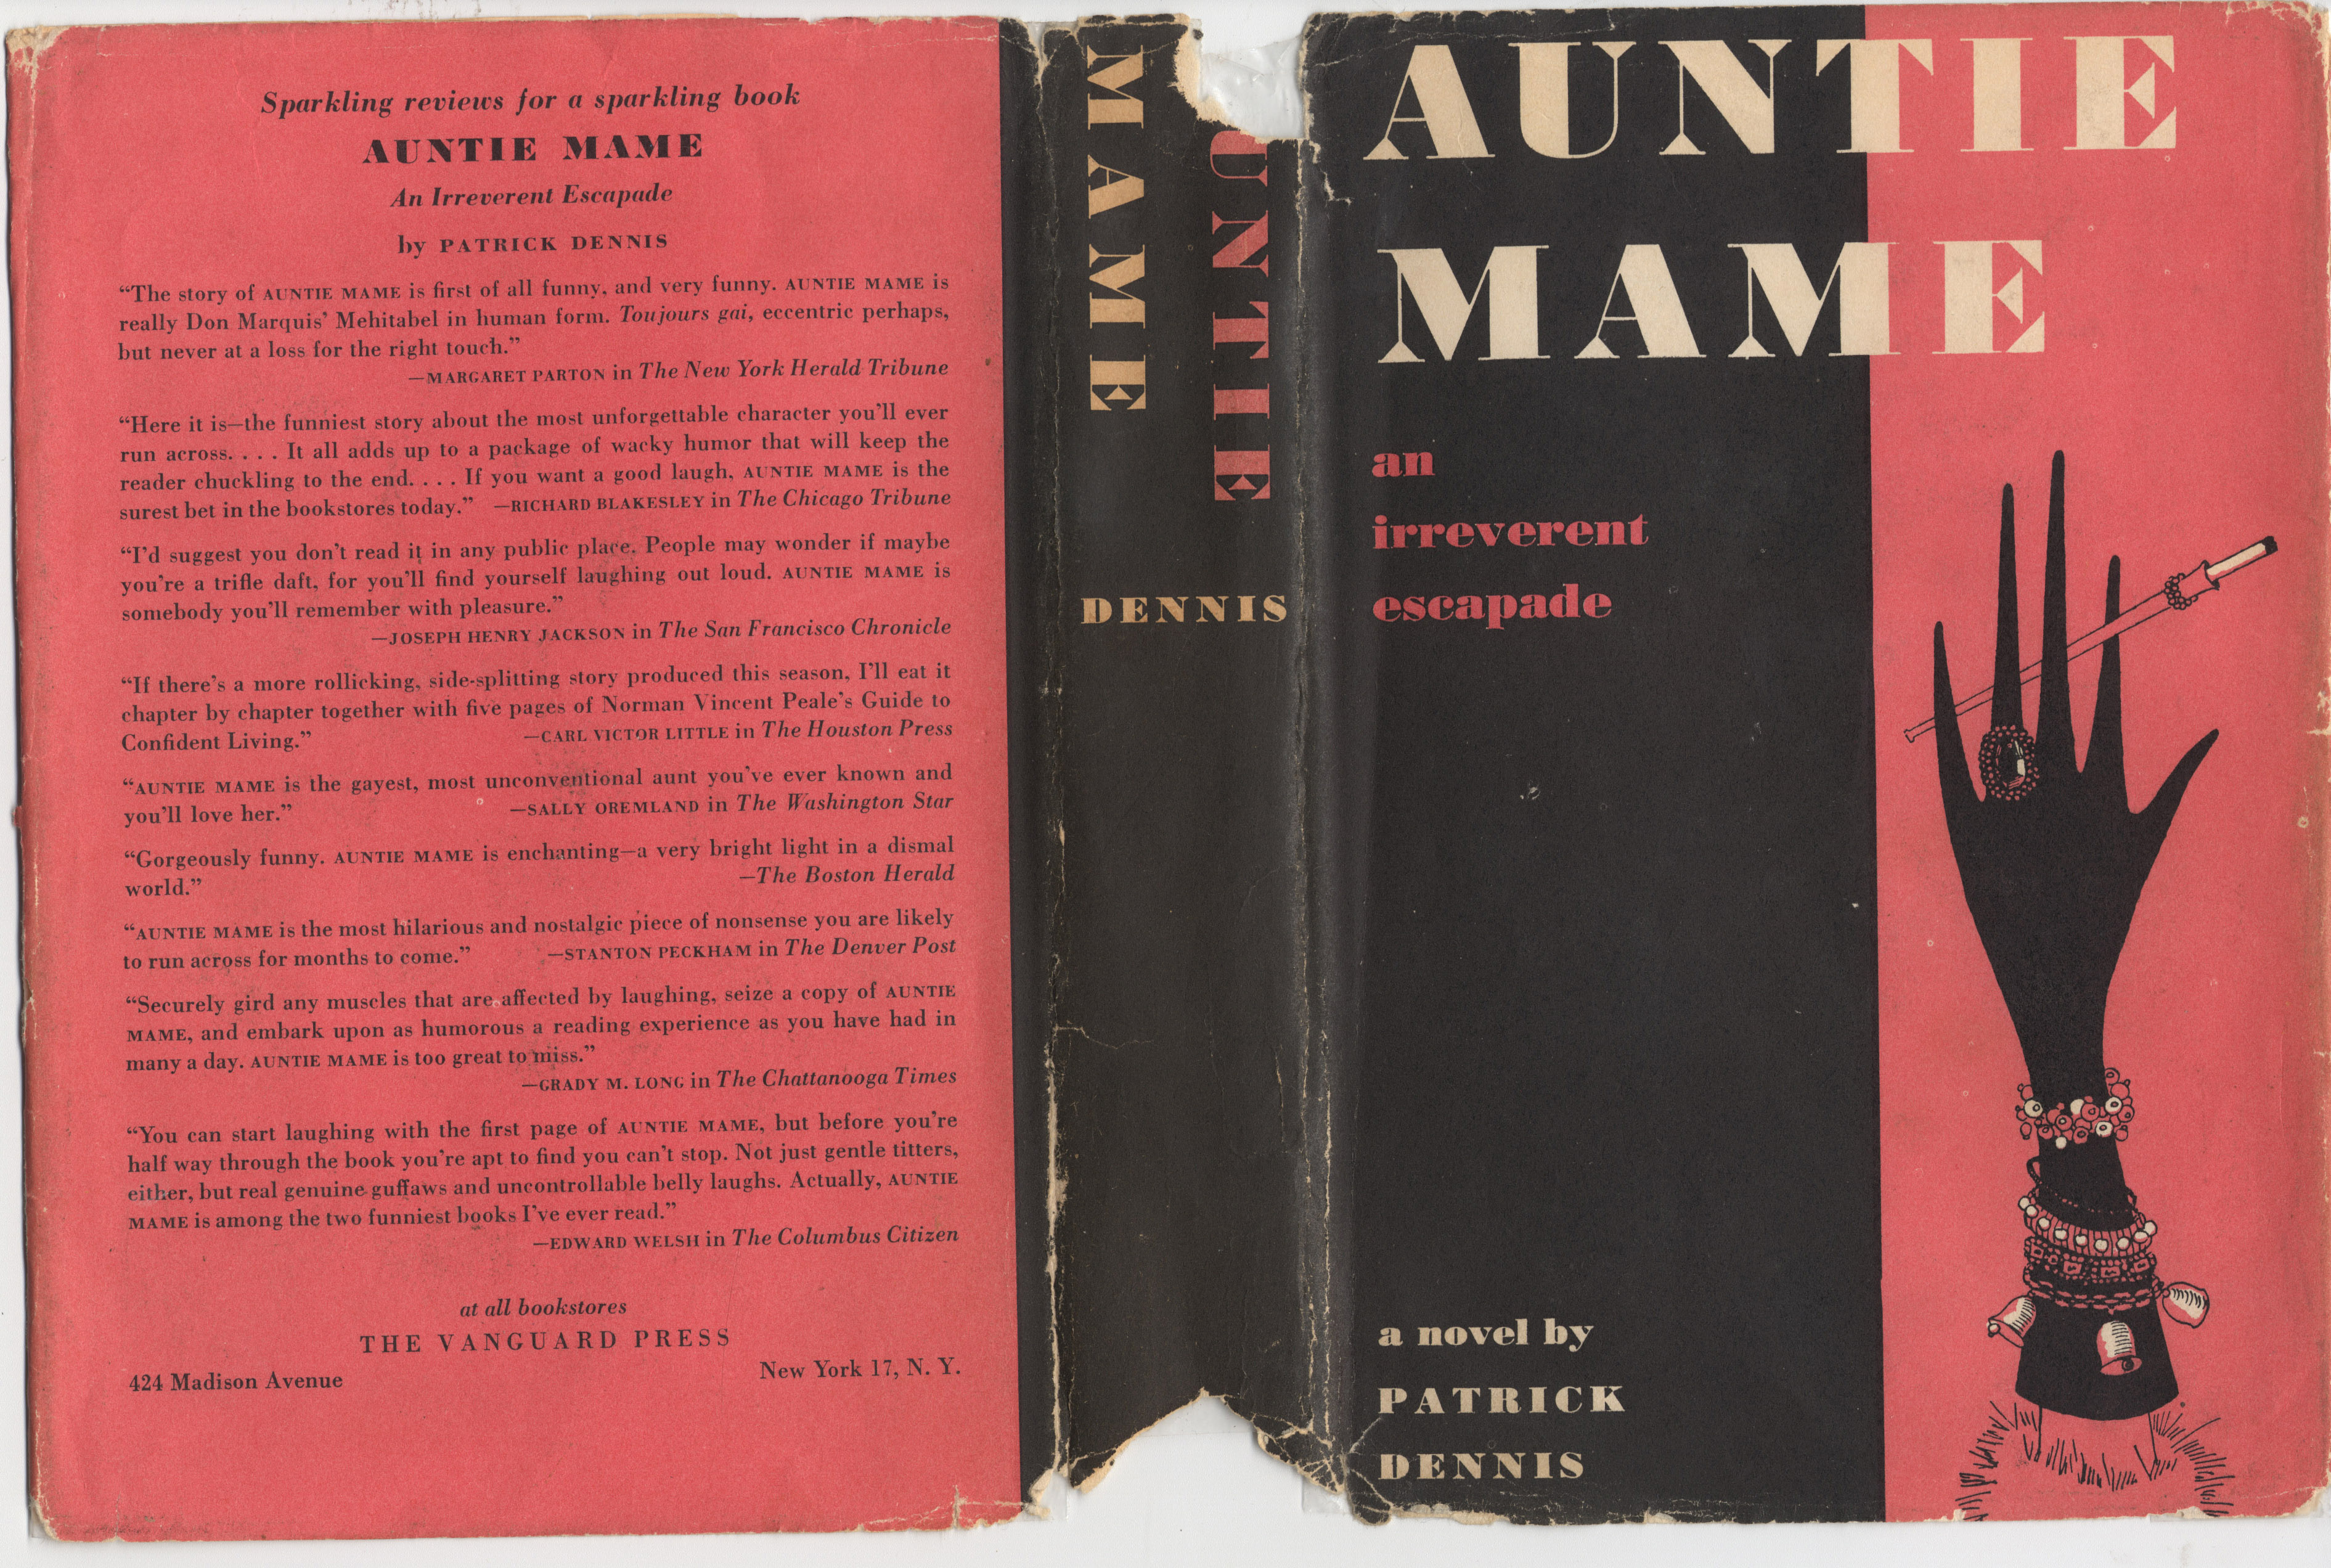 Sparkling reviews for a sparkling book
AUNTIE MAME
An Irreverent Escapade
by PATRICK DENNIS
“The story of AUNTIE MAME is first of all funny, and very funny. AUNTIE MAME is
really Don Marquis’ Mehitabel in human form. Toujours gai, eccentric perhaps,
but never at a loss for the right touch.”
—MARGARET PARTON in The New York Herald Tribune
“Here it is—the funniest story about the most unforgettable character you’ll ever
run across. . . . It all adds up to a package of wacky humor that will keep the
reader chuckling to the end. . . . If you want a good laugh, AUNTIE MAME is the
surest bet in the bookstores today.” —RICHARD BLAKESLEY in The Chicago Tribune
“I’d suggest you don’t read it in any public place. People may wonder if maybe
you’re a trifle daft, for you’ll find yourself laughing out loud. AUNTIE MAME is
somebody you’ll remember with pleasure.”
—JOSEPH HENRY JACKSON in The San Francisco Chronicle
“If there’s a more rollicking, side-splitting story produced this season, I’ll eat it
chapter by chapter together with five pages of Norman Vincent Peale’s Guide to
Confident Living.” —CARL VICTOR LITTLE in The Houston Press
“AUNTIE MAME is the gayest, most unconventional aunt you’ve ever known and
you’ll love her.” —SALLY OREMLAND in The Washington Star
“Gorgeously funny. AUNTIE MAME is enchanting—a very bright light in a dismal
world.” —The Boston Herald
“AUNTIE MAME is the most hilarious and nostalgic piece of nonsense you are likely
to run across for months to come.” —STANTON PECKHAM in The Denver Post
“Securely gird any muscles that are affected by laughing, seize a copy of AUNTIE
MAME, and embark upon as humorous a reading experience as you have had in
many a day. AUNTIE MAME is too great to miss.”
—GRADY M. LONG in The Chattanooga Times
“You can start laughing with the first page of AUNTIE MAME, but before you’re
half way through the book you’re apt to find you can’t stop. Not just gentle titters,
either, but real genuine guffaws and uncontrollable belly laughs. Actually, AUNTIE
MAME is among the two funniest books I’ve ever read.”
—EDWARD WELSH in The Columbus Citizen
at all bookstores
THE VANGUARD PRESS
424 Madison Avenue New York 17, N. Y.
UNTIE
MAME
DENNIS
AUNTIE
MAME
an
irreverent
escapade
a novel by
PATRICK
DENNIS